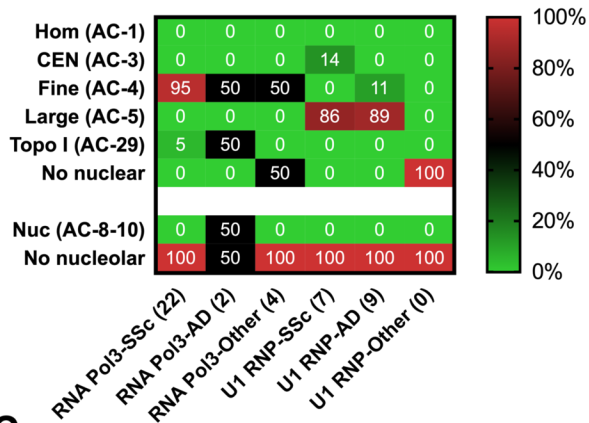 Hom (AC-1) 0 0 0 0 0 0
CEN (AC-3) 0 0 0 14 0 0
Fine (AC-4) 95 50 50 0 11 0
Large (AC-5) 0 0 0 86 89 0
Topo I (AC-29) 5 50 0 0 0 0
No nuclear 0 0 50 0 0 100
Nuc (AC-8-10) 0 50 0 0 0 0
No nucleolar 100 50 100 100 100 100
RNA Pol3-SSc (22)
RNA Pol3-AD (2)
RNA Pol3-Other (4)
U1 RNP-SSc (7)
U1 RNP-AD (9)
U1 RNP-Other (0)
100%
80%
60%
40%
20%
0%